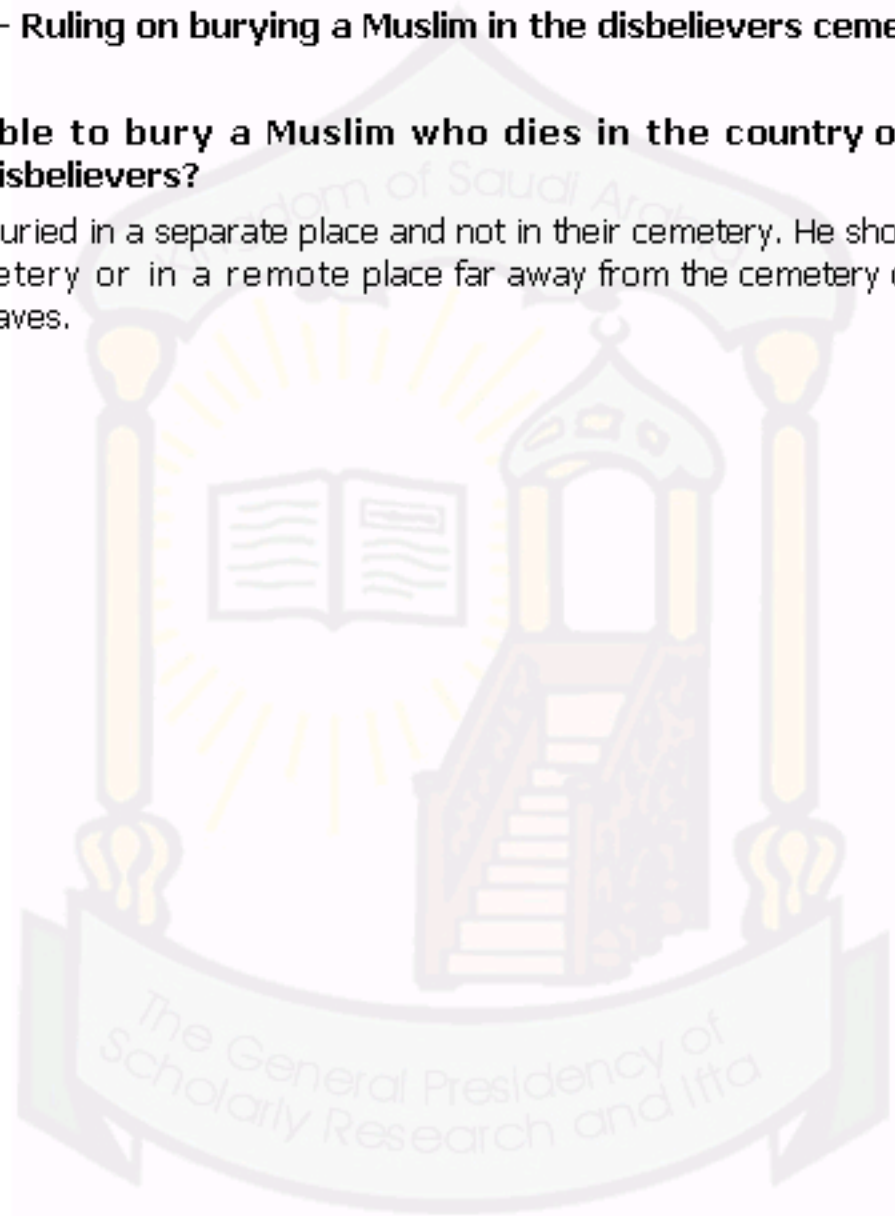 - Ruling on burying a Muslim in the disbelievers ceme
ble to bury a Muslim who dies in the country o
isbelievers?
uried in a separate place and not in their cemetery. He sho
etery or in a remote place far away from the cemetery
aves.
Kingdom of Saudi Arabia
The General Presidency of
Scholarly Research and Ifta